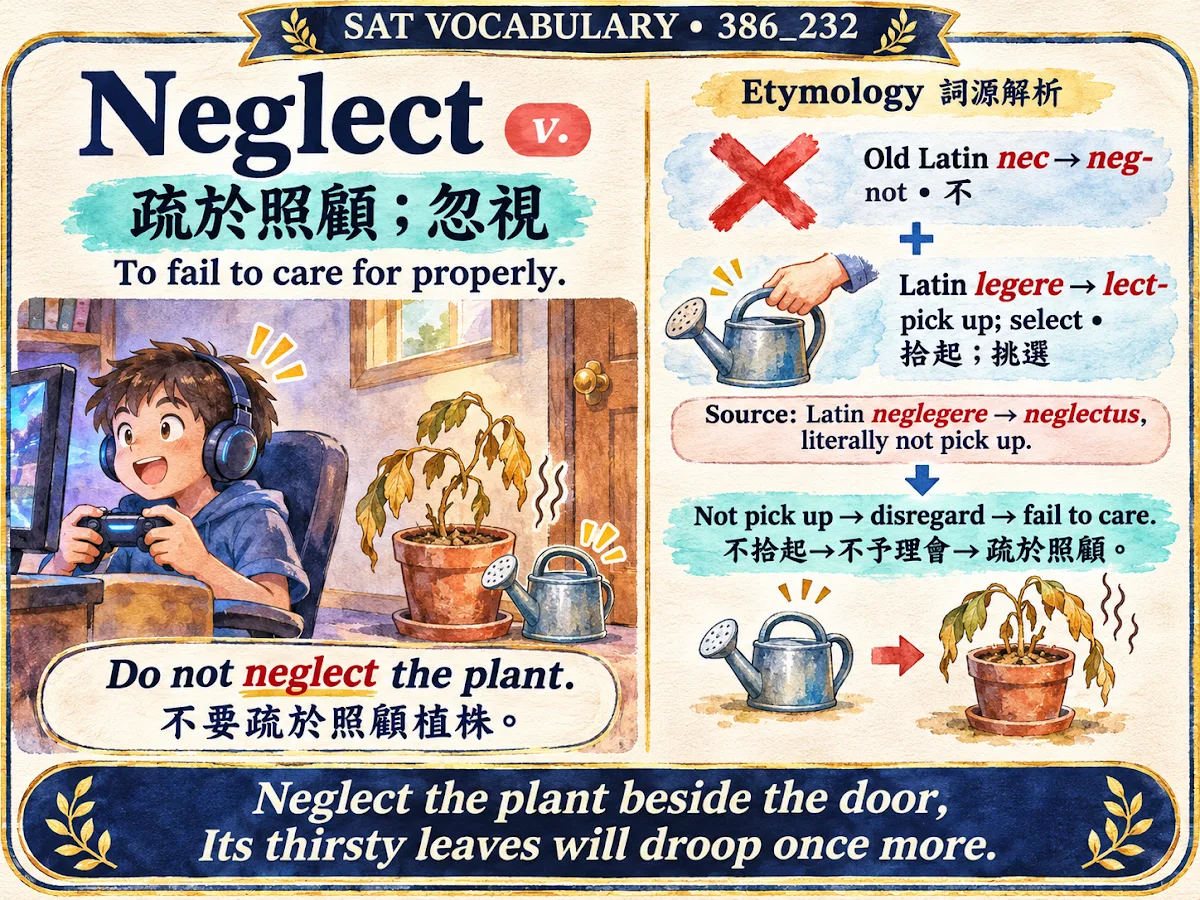 SAT VOCABULARY • 386_232
Neglect v.
疏於照顧；忽視
To fail to care for properly.
Do not neglect the plant.
不要疏於照顧植株。
Etymology 詞源解析
Old Latin nec → neg-
not • 不
+
Latin legere → lect-
pick up; select •
拾起；挑選
Source: Latin neglegere → neglectus,
literally not pick up.
Not pick up → disregard → fail to care.
不拾起→不予理會→疏於照顧。
Neglect the plant beside the door,
Its thirsty leaves will droop once more.